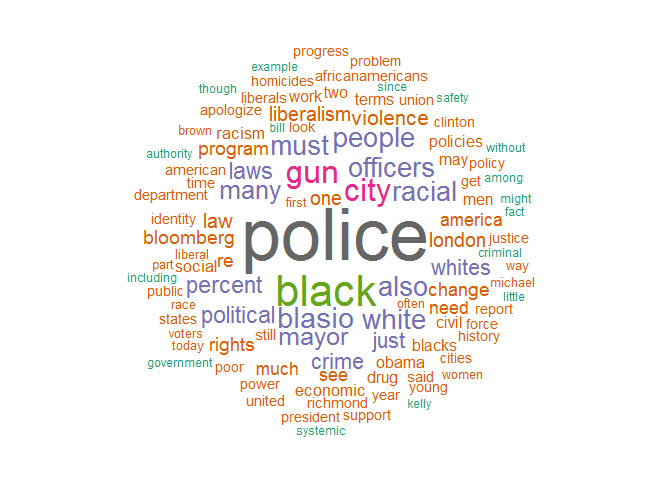 progress
example africanamericans problem
though homicides since
liberals work two terms union safety
apologize liberalism violence clinton
brown racism bill look must people policies without
authority program laws gun officers may policy
american many city racial get among
time first one men might
department fact
identity law police america
bloomberg london justice
liberal social re whites criminal
part including percent black also change michael way
public political blasio white need report little
race often
states rights still mayor just civil force
voters today crime blacks history
government poor much see obama cities
power economic drug said women
united richmond year young
president support kelly
systemic